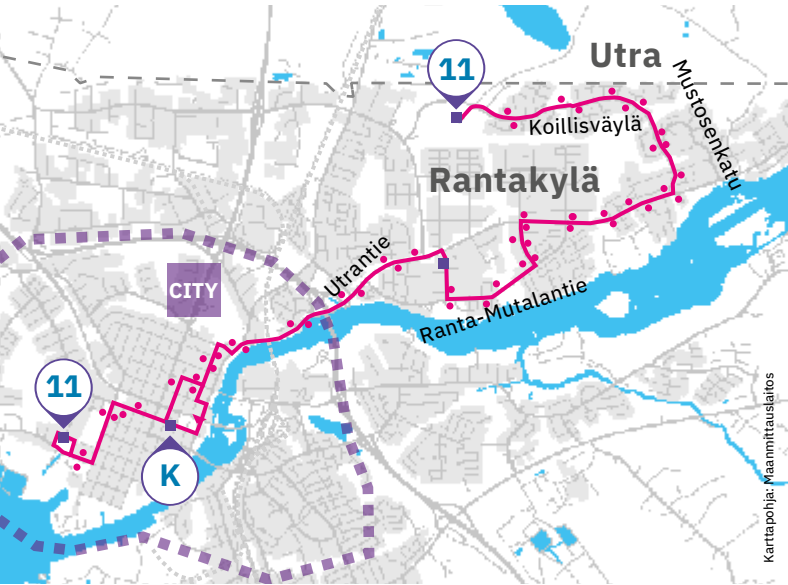 Utra
11
Mustosenkatu
Koillisväylä
Rantakylä
Utrantie
CITY
Ranta-Mutalantie
11
K
Karttapohja: Maanmittauslaitos